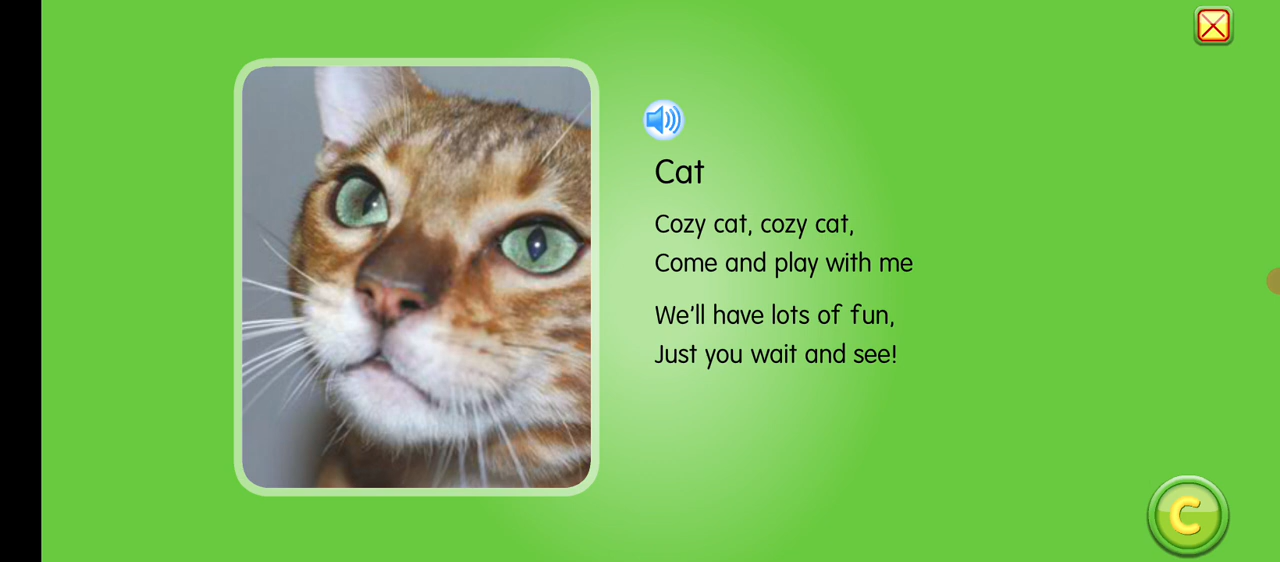 Cat
Cozy cat, cozy cat,
Come and play with me
We'll have lots of fun,
Just you wait and see!
C